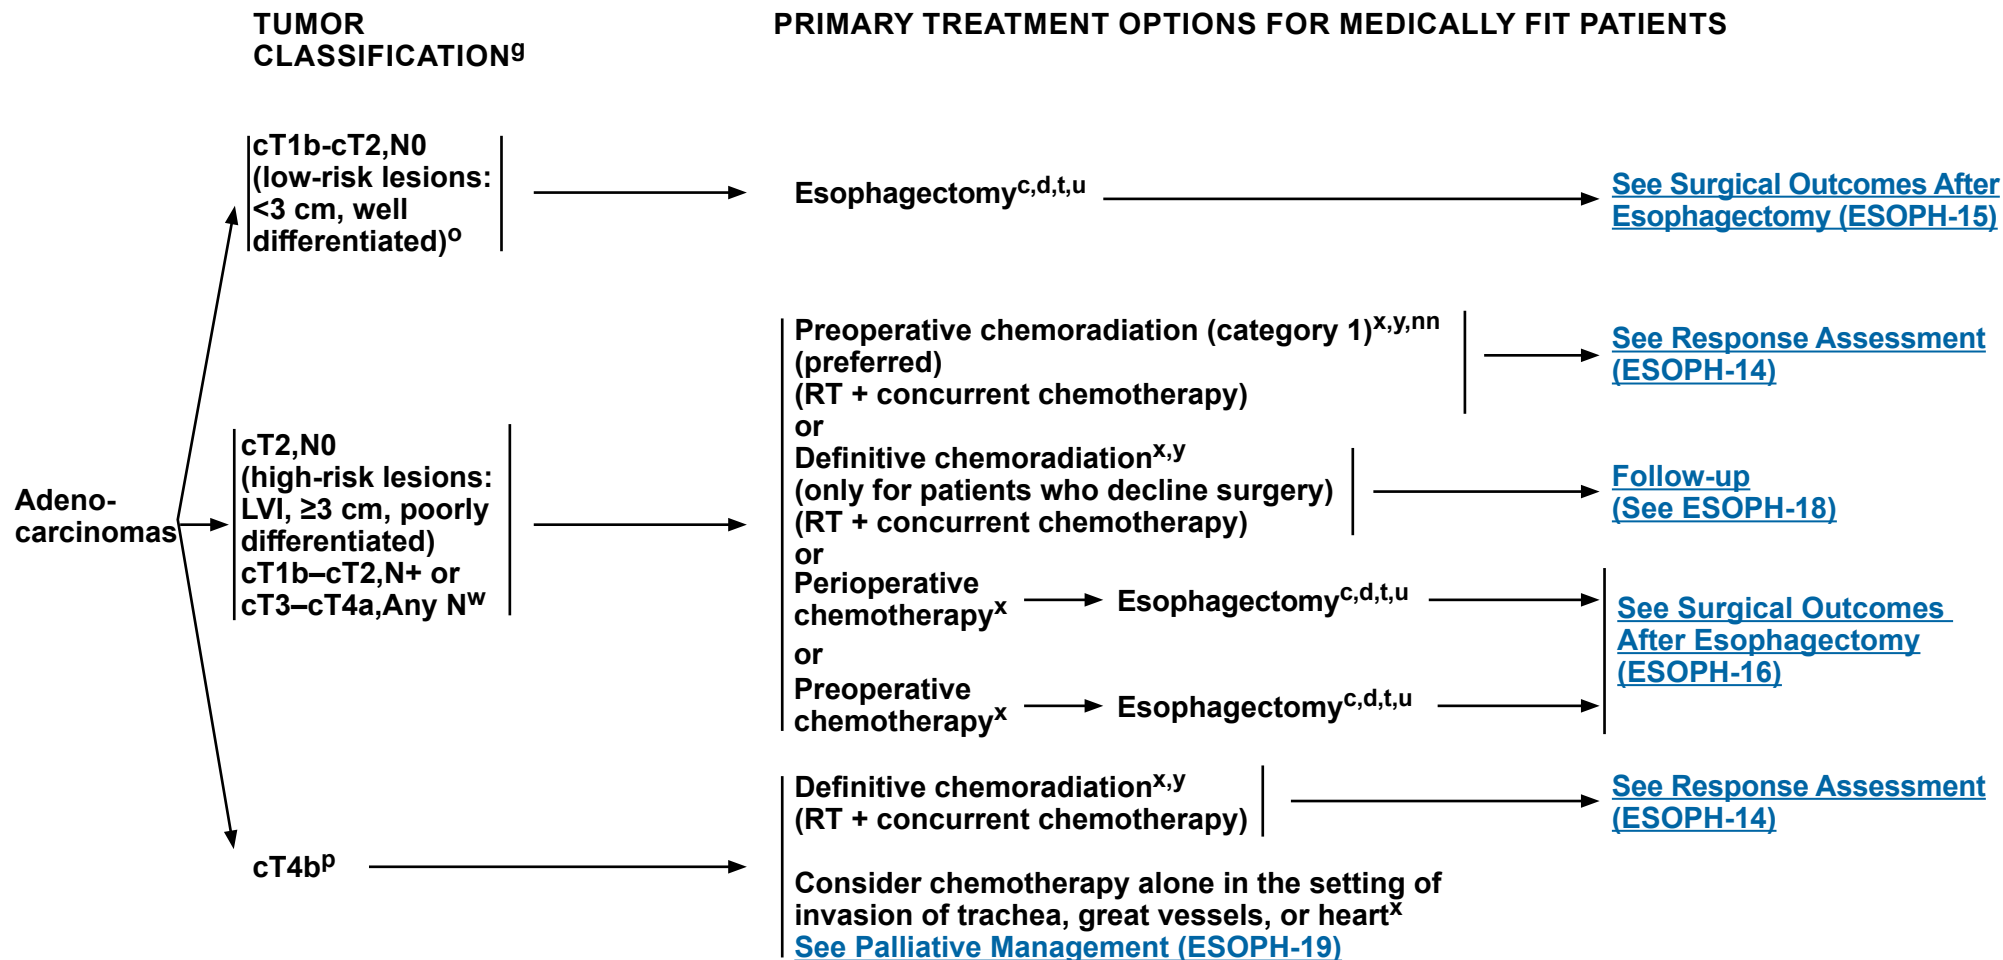 TUMOR
CLASSIFICATIONg
PRIMARY TREATMENT OPTIONS FOR MEDICALLY FIT PATIENTS
Adeno-
carcinomas
cT1b-cT2,N0
(low-risk lesions:
<3 cm, well
differentiated)o
Esophagectomyc,d,t,u
See Surgical Outcomes After
Esophagectomy (ESOPH-15)
cT2,N0
(high-risk lesions:
LVI, ≥3 cm, poorly
differentiated)
cT1b–cT2,N+ or
cT3–cT4a,Any Nw
Preoperative chemoradiation (category 1)x,y,nn
(preferred)
(RT + concurrent chemotherapy)
See Response Assessment
(ESOPH-14)
or
Definitive chemoradiationx,y
(only for patients who decline surgery)
(RT + concurrent chemotherapy)
Follow-up
(See ESOPH-18)
or
Perioperative
chemotherapyx
Esophagectomyc,d,t,u
or
Preoperative
chemotherapyx
Esophagectomyc,d,t,u
See Surgical Outcomes
After Esophagectomy
(ESOPH-16)
cT4bp
Definitive chemoradiationx,y
(RT + concurrent chemotherapy)
See Response Assessment
(ESOPH-14)
Consider chemotherapy alone in the setting of
invasion of trachea, great vessels, or heartx
See Palliative Management (ESOPH-19)